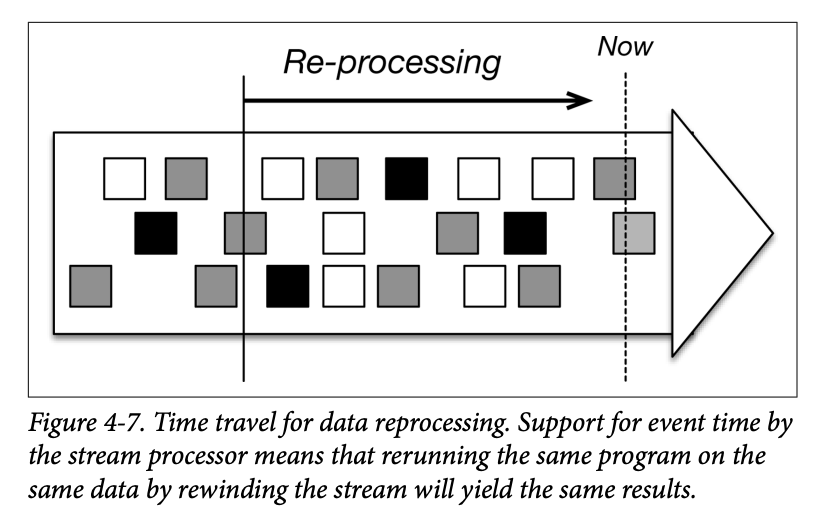 Now
Re-processing
Figure 4-7. Time travel for data reprocessing. Support for event time by
the stream processor means that rerunning the same program on the
same data by rewinding the stream will yield the same results.